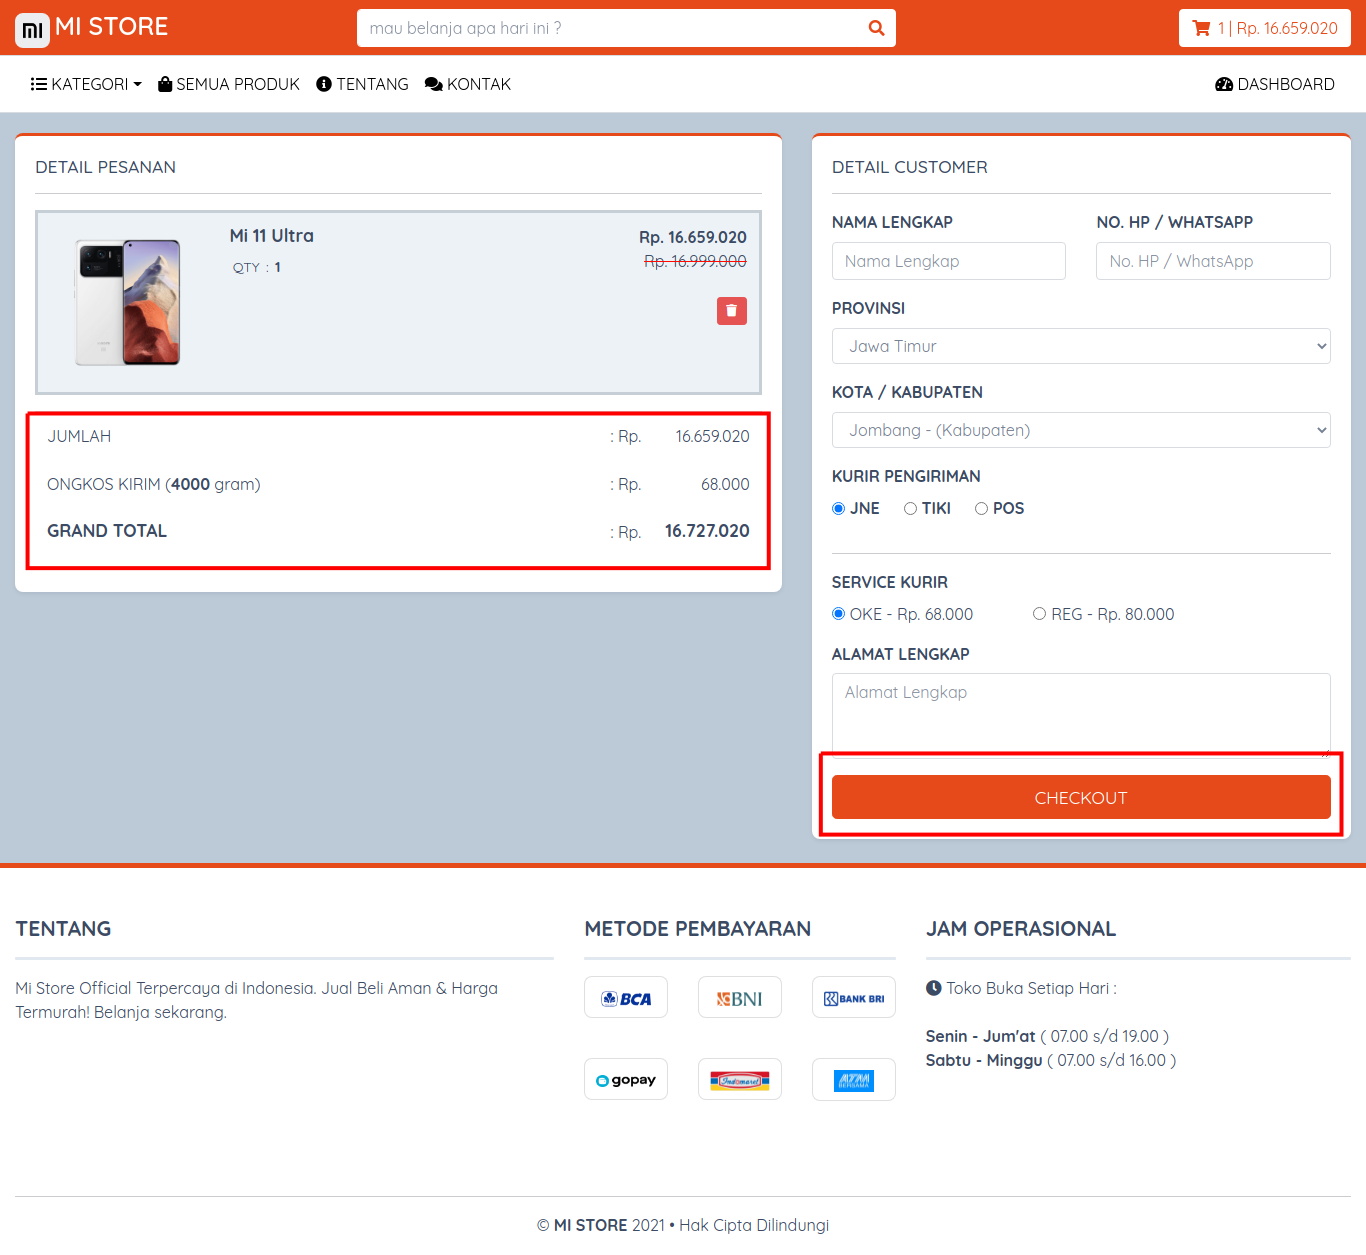 MI STORE
mau belanja apa hari ini ?
1 | Rp. 16.659.020
KATEGORI
SEMUA PRODUK
TENTANG
KONTAK
DASHBOARD
DETAIL PESANAN
Mi 11 Ultra
QTY : 1
Rp. 16.659.020
Rp. 16.999.000
JUMLAH : Rp. 16.659.020
ONGKOS KIRIM (4000 gram) : Rp. 68.000
GRAND TOTAL : Rp. 16.727.020
DETAIL CUSTOMER
NAMA LENGKAP
Nama Lengkap
NO. HP / WHATSAPP
No. HP / WhatsApp
PROVINSI
Jawa Timur
KOTA / KABUPATEN
Jombang - (Kabupaten)
KURIR PENGIRIMAN
JNE TIKI POS
SERVICE KURIR
OKE - Rp. 68.000 REG - Rp. 80.000
ALAMAT LENGKAP
Alamat Lengkap
CHECKOUT
TENTANG
Mi Store Official Terpercaya di Indonesia. Jual Beli Aman & Harga
Termurah! Belanja sekarang.
METODE PEMBAYARAN
BCA BNI BANK BRI
gopay Indomaret ATM BERSAMA
JAM OPERASIONAL
Toko Buka Setiap Hari :
Senin - Jum'at ( 07.00 s/d 19.00 )
Sabtu - Minggu ( 07.00 s/d 16.00 )
© MI STORE 2021 • Hak Cipta Dilindungi